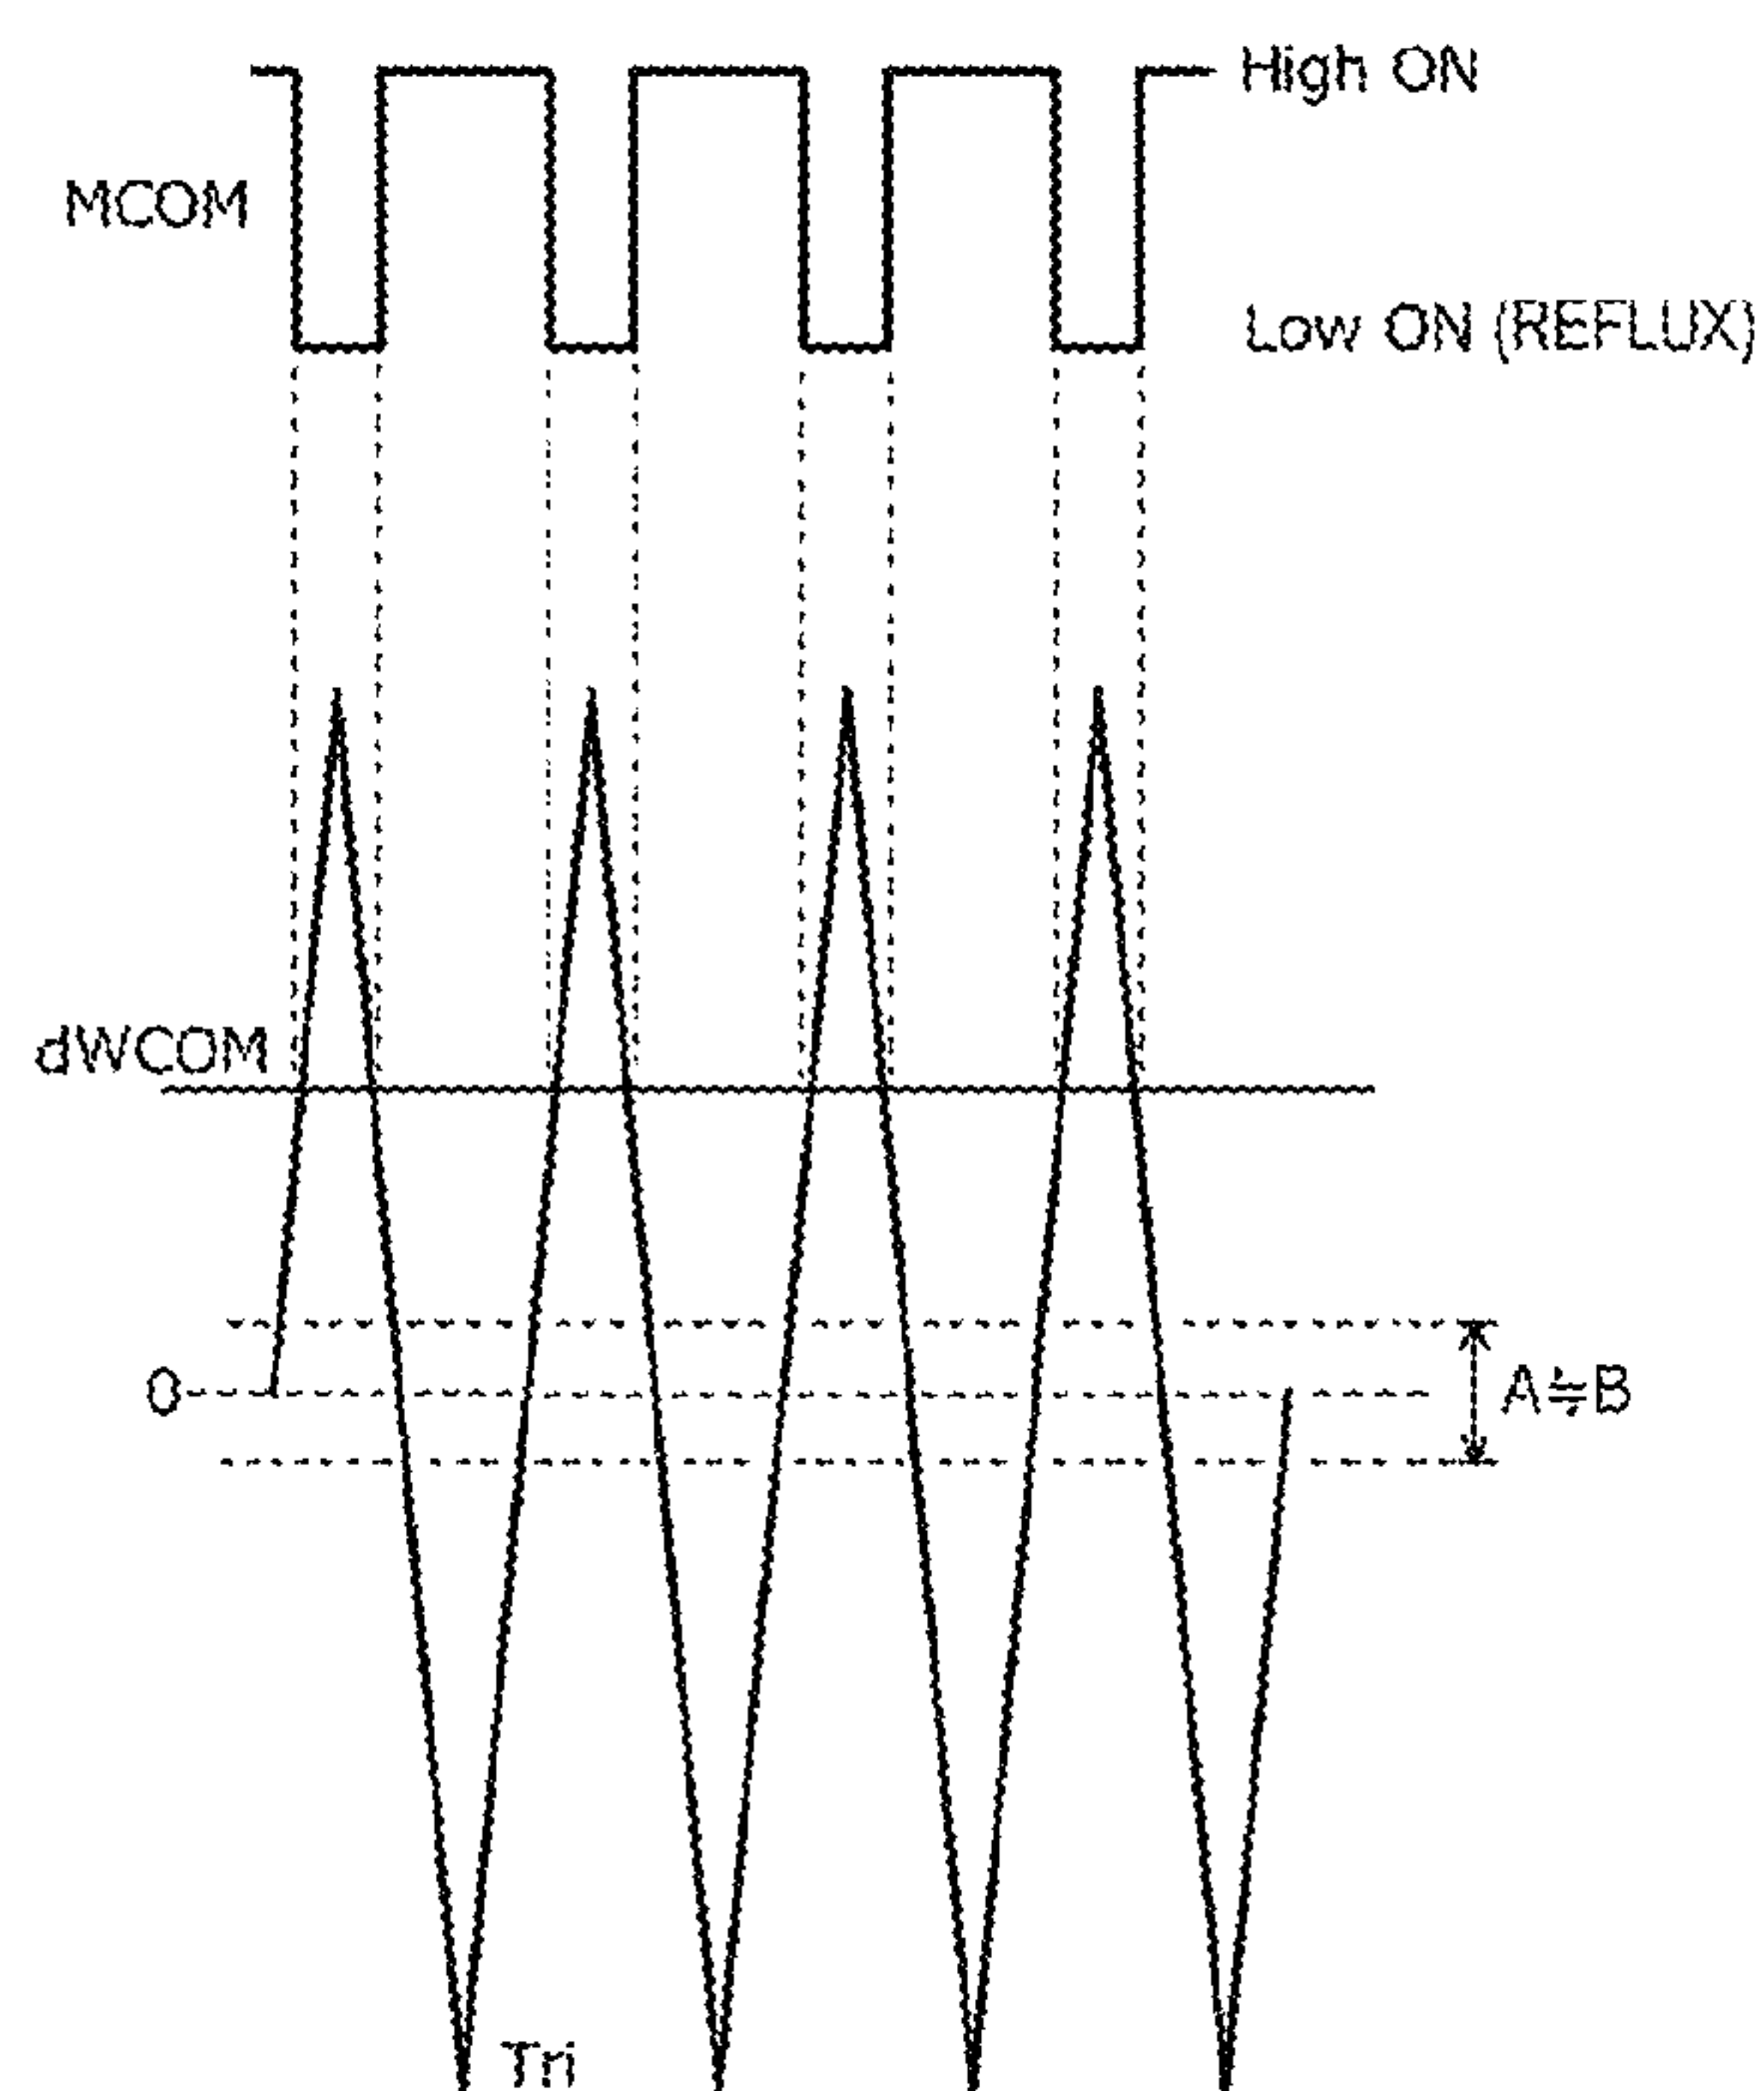 High ON
MCOM
Low ON (REFLUX)
dWCOM
0
A≒B
Tri